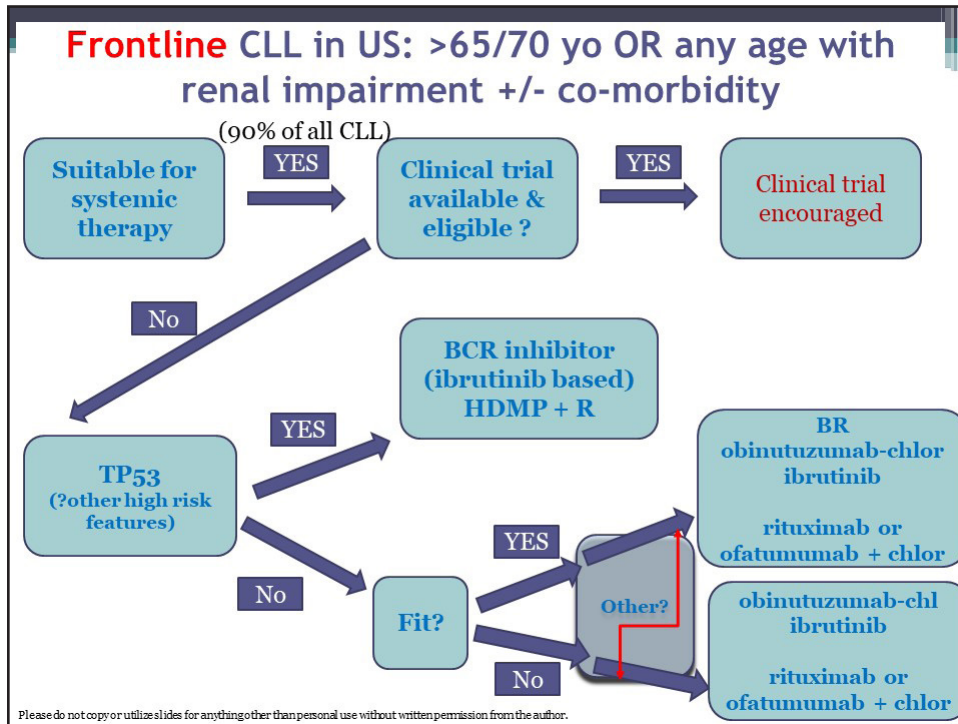 Frontline CLL in US: >65/70 yo OR any age with
renal impairment +/- co-morbidity
(90% of all CLL)
Suitable for
systemic
therapy
YES
Clinical trial
available &
eligible ?
YES
Clinical trial
encouraged
No
BCR inhibitor
(ibrutinib based)
HDMP + R
YES
TP53
(?other high risk
features)
No
Fit?
YES
No
Other?
BR
obinutuzumab-chlor
ibrutinib
rituximab or
ofatumumab + chlor
obinutuzumab-chl
ibrutinib
rituximab or
ofatumumab + chlor
Please do not copy or utilize slides for anything other than personal use without written permission from the author.